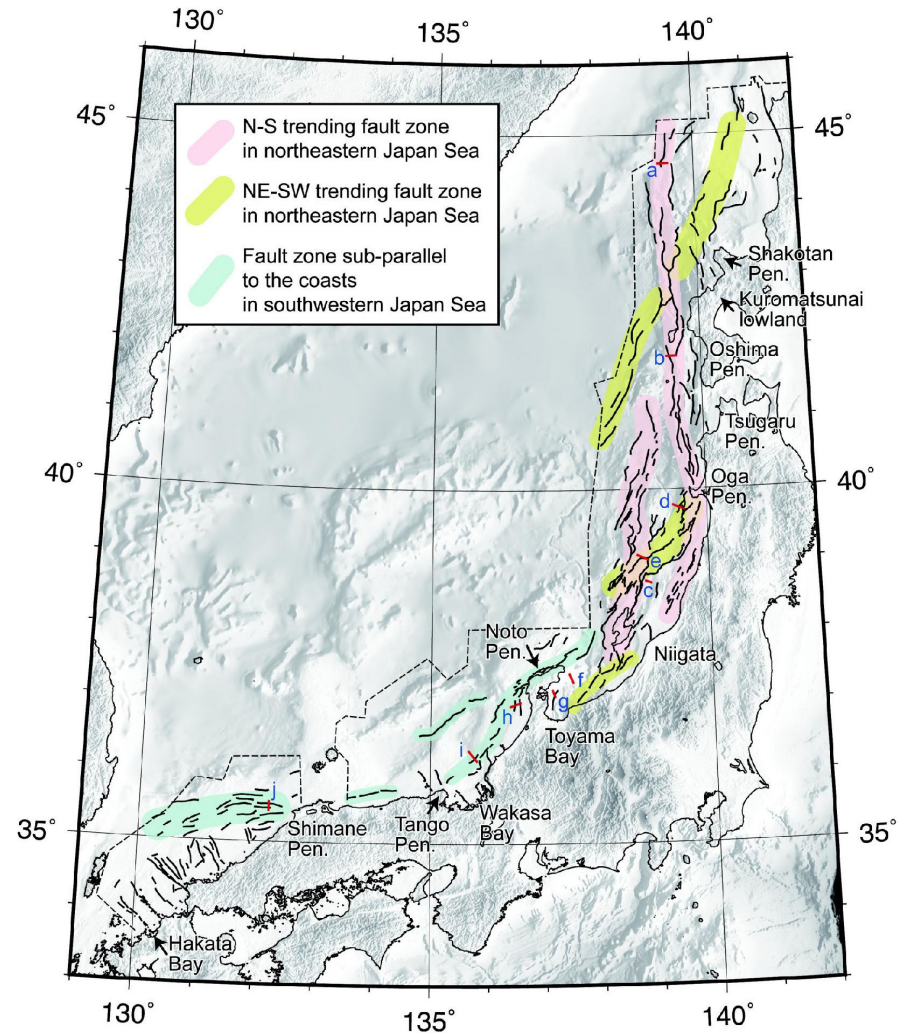 130°
135°
140°
45°
45°
N-S trending fault zone
in northeastern Japan Sea
NE-SW trending fault zone
in northeastern Japan Sea
Fault zone sub-parallel
to the coasts
in southwestern Japan Sea
a
Shakotan
Pen.
Kuromatsunai
lowland
b
Oshima
Pen.
Tsugaru
Pen.
40°
40°
Oga
Pen.
d
e
c
Noto
Pen.
Niigata
f
g
h
Toyama
Bay
i
j
Shimane
Pen.
Tango
Pen.
Wakasa
Bay
35°
35°
Hakata
Bay
130°
135°
140°